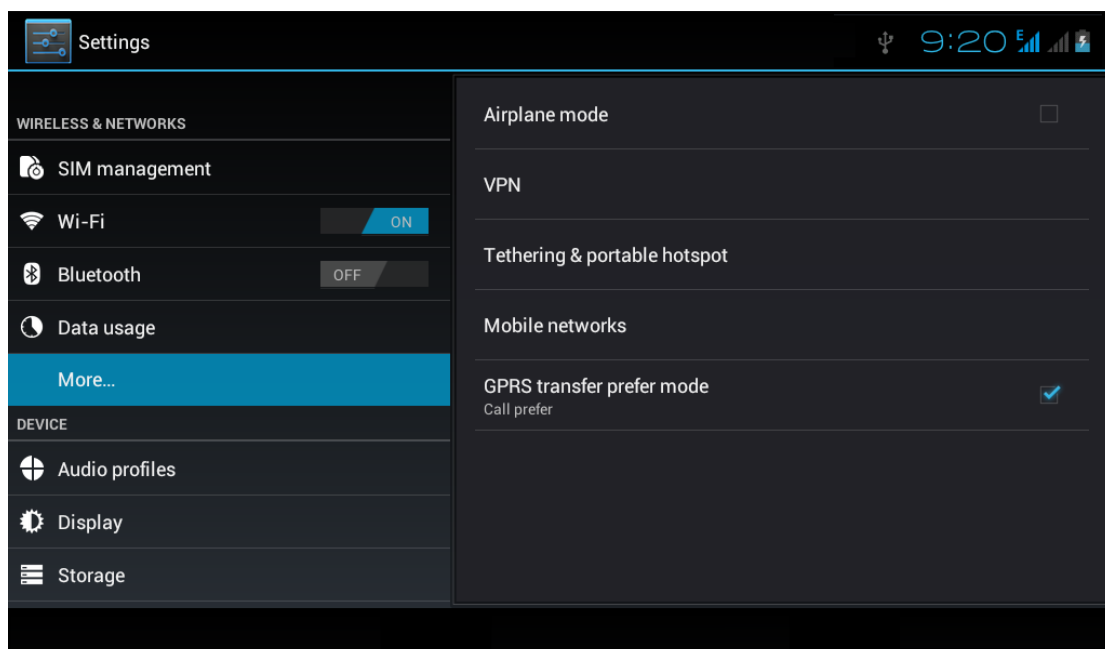 Settings
9:20 E
WIRELESS & NETWORKS
SIM management
Wi-Fi ON
Bluetooth OFF
Data usage
More...
DEVICE
Audio profiles
Display
Storage
Airplane mode
VPN
Tethering & portable hotspot
Mobile networks
GPRS transfer prefer mode
Call prefer